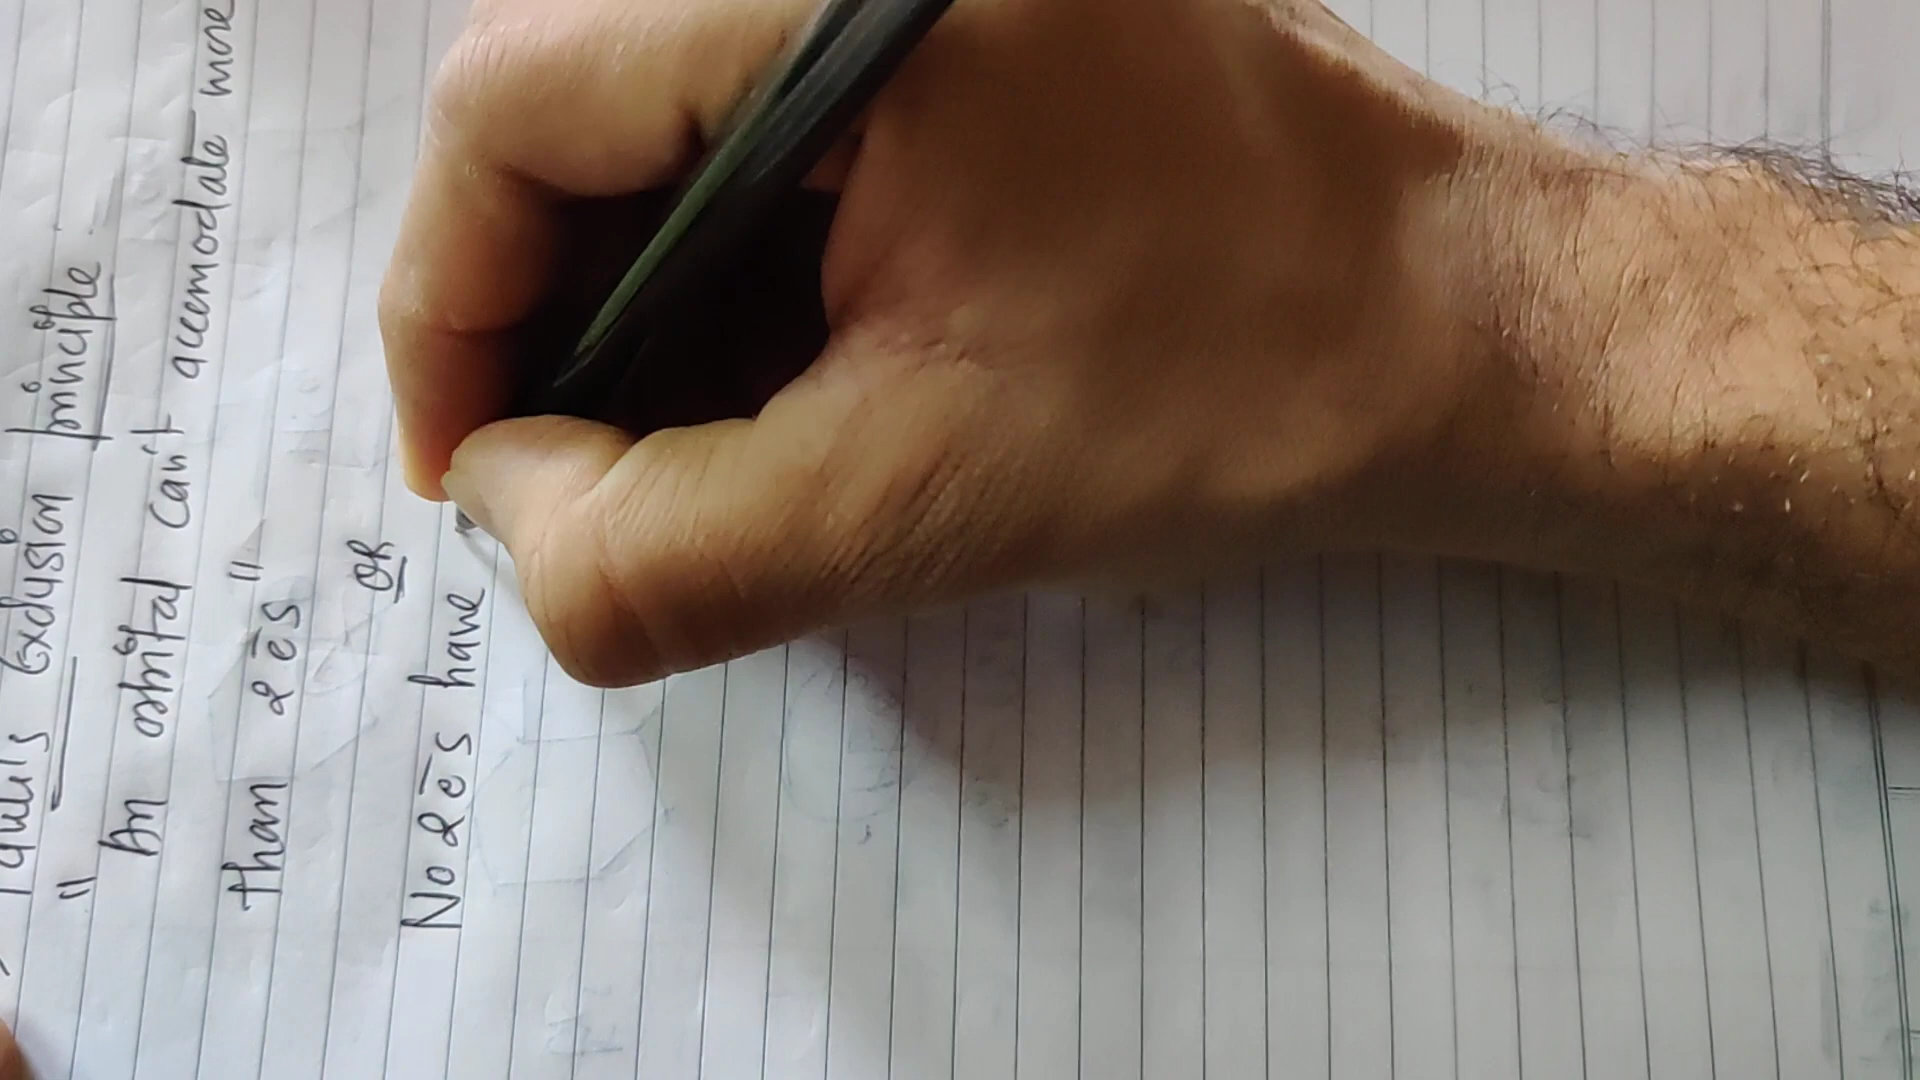 Pauli's Exclusion principle
" An orbital can't accomodate more
than 2 ēs "
OR
No 2 ēs have